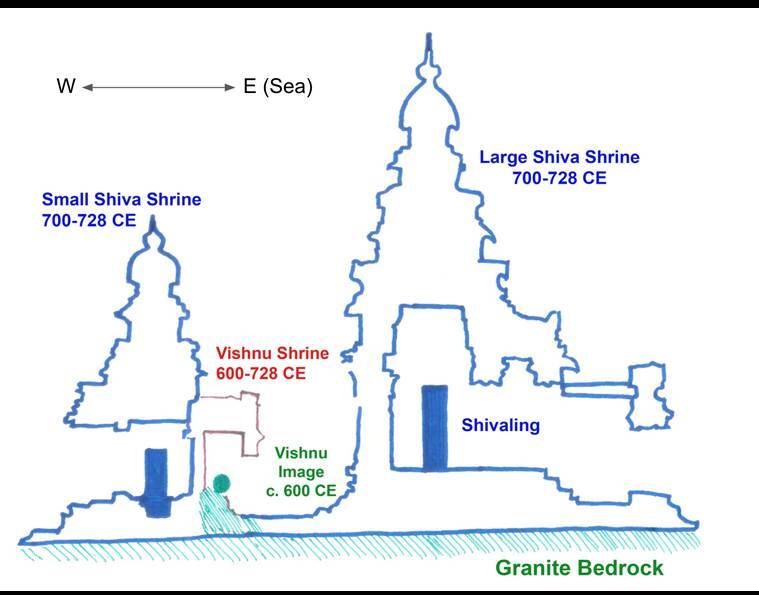 W E (Sea)
Large Shiva Shrine
700-728 CE
Small Shiva Shrine
700-728 CE
Vishnu Shrine
600-728 CE
Shivaling
Vishnu
Image
c. 600 CE
Granite Bedrock